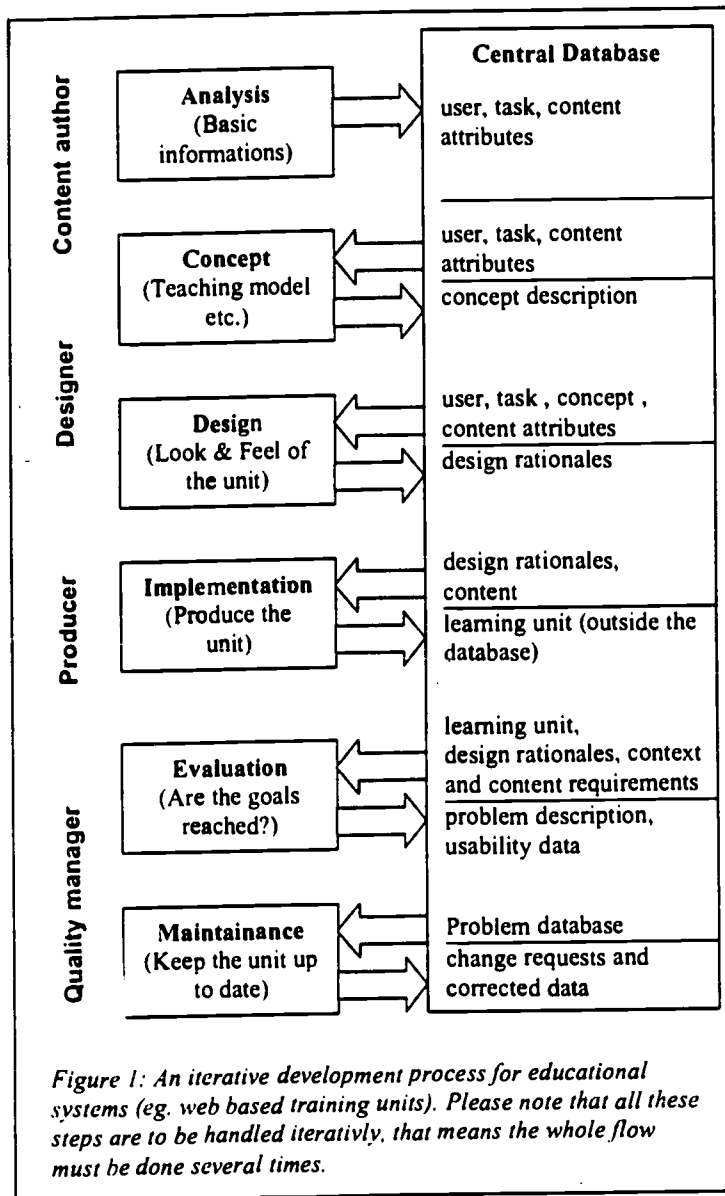 Central Database
Content author
Analysis
(Basic
informations)
user, task, content
attributes
Concept
(Teaching model
etc.)
user, task, content
attributes
concept description
Designer
Design
(Look & Feel of
the unit)
user, task , concept ,
content attributes
design rationales
Producer
Implementation
(Produce the
unit)
design rationales,
content
learning unit (outside the
database)
Quality manager
Evaluation
(Are the goals
reached?)
learning unit,
design rationales, context
and content requirements
problem description,
usability data
Maintainance
(Keep the unit up
to date)
Problem database
change requests and
corrected data
Figure 1: An iterative development process for educational
systems (eg. web based training units). Please note that all these
steps are to be handled iterativly, that means the whole flow
must be done several times.